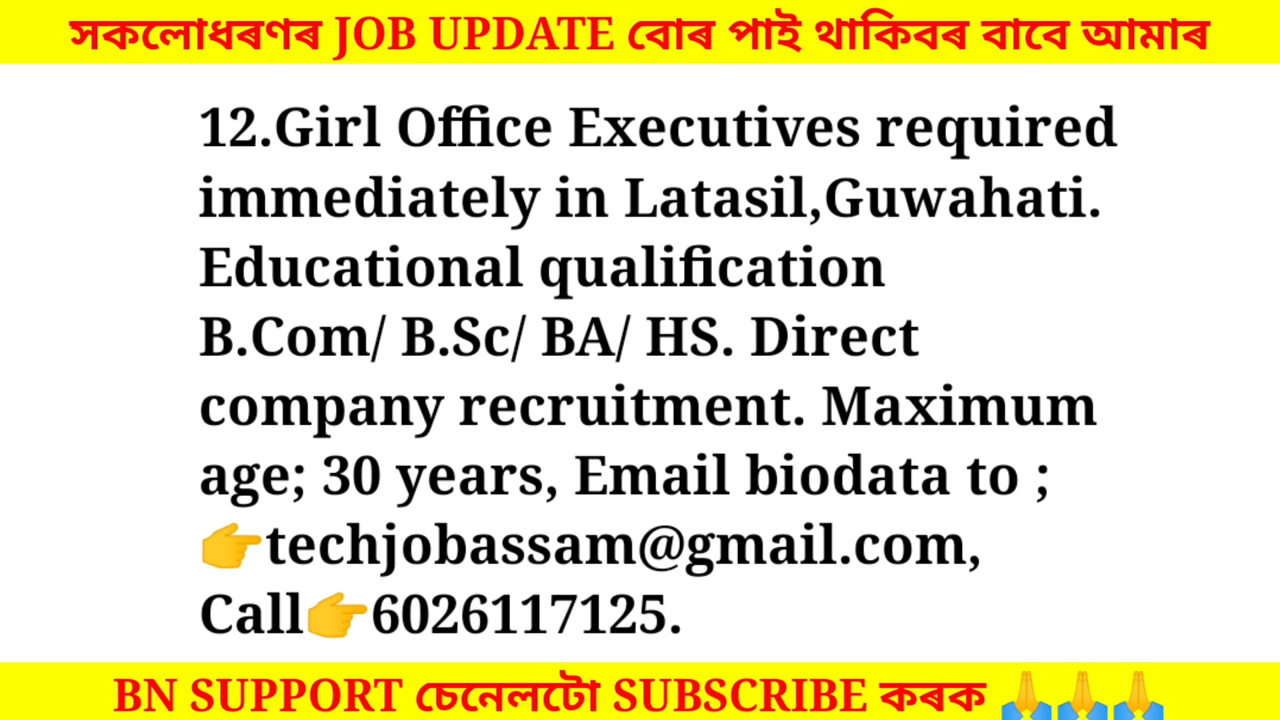 সকলোধৰণৰ JOB UPDATE বোৰ পাই থাকিবৰ বাবে আমাৰ
12.Girl Office Executives required
immediately in Latasil,Guwahati.
Educational qualification
B.Com/ B.Sc/ BA/ HS. Direct
company recruitment. Maximum
age; 30 years, Email biodata to ;
👉techjobassam@gmail.com,
Call👉6026117125.
BN SUPPORT চেনেলটো SUBSCRIBE কৰক 🙏🙏🙏